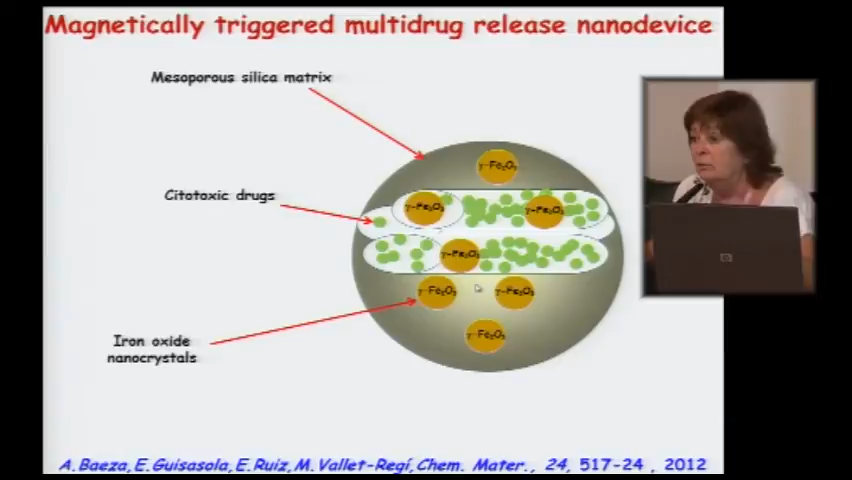 Magnetically triggered multidrug release nanodevice
Mesoporous silica matrix
γ-Fe₂O₃
Citotoxic drugs
γ-Fe₂O₃
γ-Fe₂O₃
γ-Fe₂O₃
γ-Fe₂O₃
γ-Fe₂O₃
Iron oxide
nanocrystals
γ-Fe₂O₃
A. Baeza, E. Guisasola, E. Ruiz, M. Vallet-Regí, Chem. Mater., 24, 517-24 , 2012